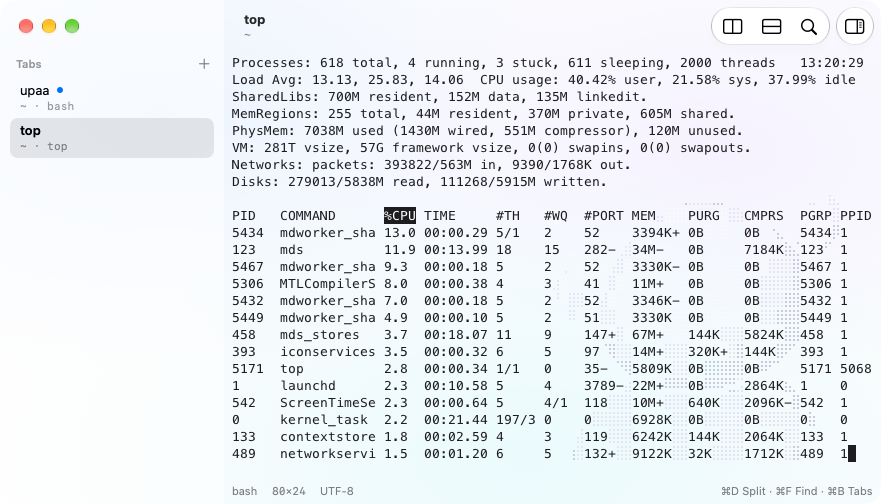 top
~
Tabs
upaa
~ · bash
top
~ · top
Processes: 618 total, 4 running, 3 stuck, 611 sleeping, 2000 threads 13:20:29
Load Avg: 13.13, 25.83, 14.06 CPU usage: 40.42% user, 21.58% sys, 37.99% idle
SharedLibs: 700M resident, 152M data, 135M linkedit.
MemRegions: 255 total, 44M resident, 370M private, 605M shared.
PhysMem: 7038M used (1430M wired, 551M compressor), 120M unused.
VM: 281T vsize, 57G framework vsize, 0(0) swapins, 0(0) swapouts.
Networks: packets: 393822/563M in, 9390/1768K out.
Disks: 279013/5838M read, 111268/5915M written.
PID COMMAND %CPU TIME #TH #WQ #PORT MEM PURG CMPRS PGRP PPID
5434 mdworker_sha 13.0 00:00.29 5/1 2 52 3394K+ 0B 0B 5434 1
123 mds 11.9 00:13.99 18 15 282- 34M- 0B 7184K 123 1
5467 mdworker_sha 9.3 00:00.18 5 2 52 3330K- 0B 0B 5467 1
5306 MTLCompilerS 8.0 00:00.38 4 3 41 11M+ 0B 0B 5306 1
5432 mdworker_sha 7.0 00:00.18 5 2 52 3346K- 0B 0B 5432 1
5449 mdworker_sha 4.9 00:00.10 5 2 51 3330K 0B 0B 5449 1
458 mds_stores 3.7 00:18.07 11 9 147+ 67M+ 144K 5824K 458 1
393 iconservices 3.5 00:00.32 6 5 97 14M+ 320K+ 144K 393 1
5171 top 2.8 00:00.34 1/1 0 35- 5809K 0B 0B 5171 5068
1 launchd 2.3 00:10.58 5 4 3789- 22M+ 0B 2864K 1 0
542 ScreenTimeSe 2.3 00:00.64 5 4/1 118 10M+ 640K 2096K- 542 1
0 kernel_task 2.2 00:21.44 197/3 0 0 6928K 0B 0B 0 0
133 contextstore 1.8 00:02.59 4 3 119 6242K 144K 2064K 133 1
489 networkservi 1.5 00:01.20 6 5 132+ 9122K 32K 1712K 489 1
bash 80×24 UTF-8 ⌘D Split · ⌘F Find · ⌘B Tabs